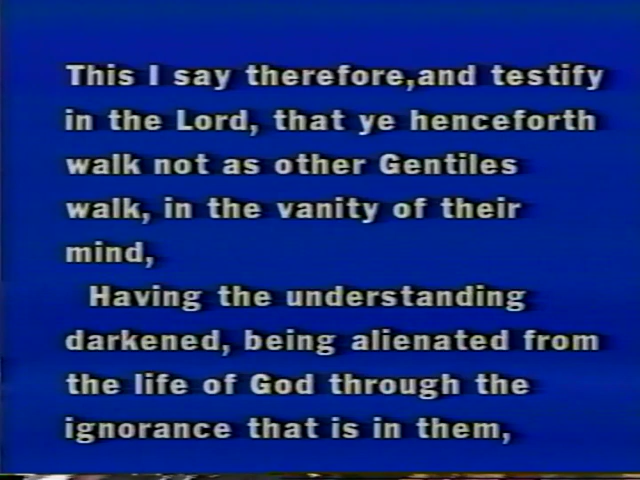 This I say therefore,and testify
in the Lord, that ye henceforth
walk not as other Gentiles
walk, in the vanity of their
mind,
Having the understanding
darkened, being alienated from
the life of God through the
ignorance that is in them,